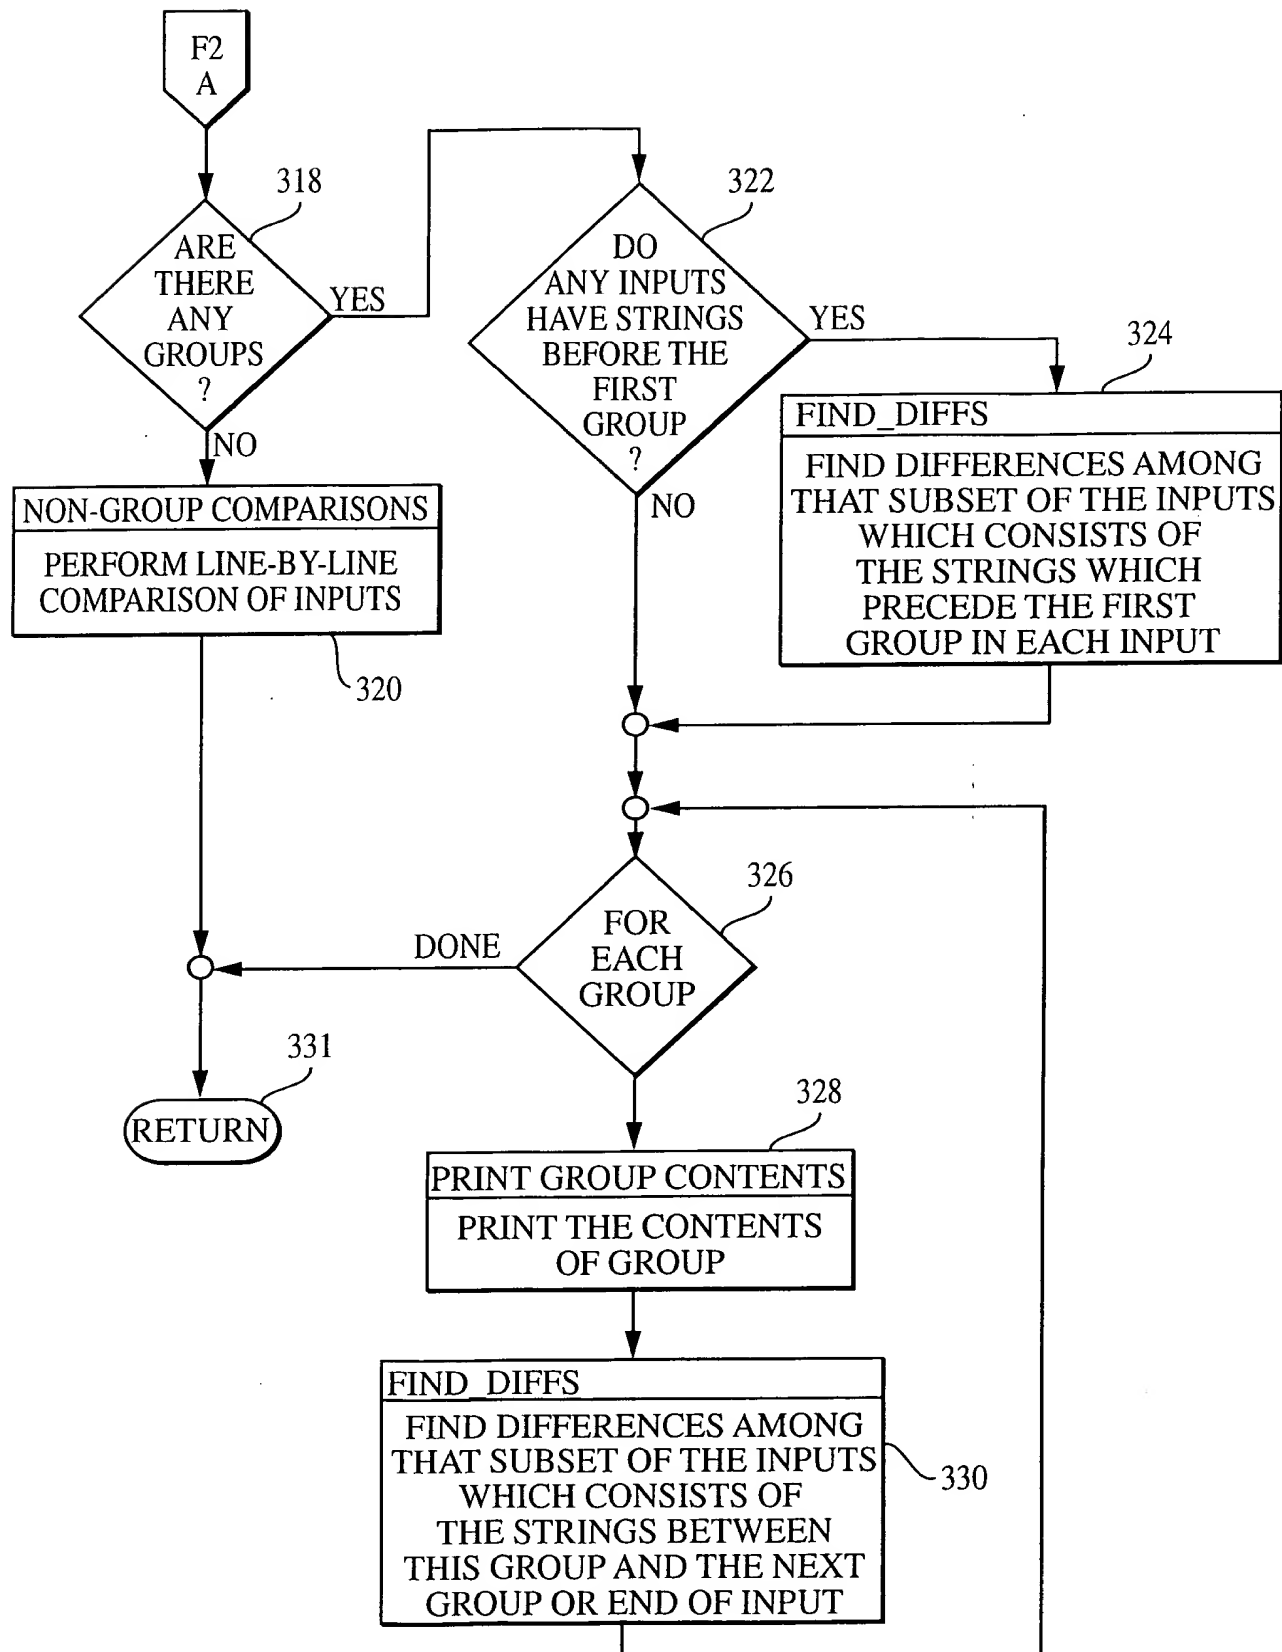 F2
A
318
ARE
THERE
ANY
GROUPS
?
YES
NO
NON-GROUP COMPARISONS
PERFORM LINE-BY-LINE
COMPARISON OF INPUTS
320
322
DO
ANY INPUTS
HAVE STRINGS
BEFORE THE
FIRST
GROUP
?
YES
NO
324
FIND_DIFFS
FIND DIFFERENCES AMONG
THAT SUBSET OF THE INPUTS
WHICH CONSISTS OF
THE STRINGS WHICH
PRECEDE THE FIRST
GROUP IN EACH INPUT
326
FOR
EACH
GROUP
DONE
331
RETURN
328
PRINT GROUP CONTENTS
PRINT THE CONTENTS
OF GROUP
FIND_DIFFS
FIND DIFFERENCES AMONG
THAT SUBSET OF THE INPUTS
WHICH CONSISTS OF
THE STRINGS BETWEEN
THIS GROUP AND THE NEXT
GROUP OR END OF INPUT
330